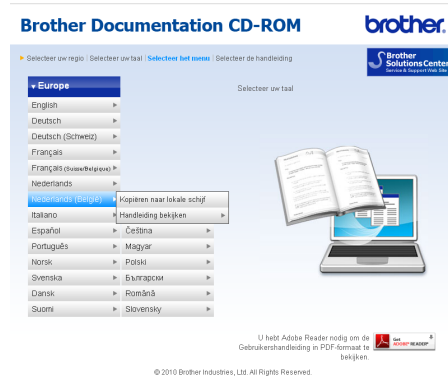 Brother Documentation CD-ROM
brother.
Selecteer uw regio | Selecteer uw taal | Selecteer het menu | Selecteer de handleiding
Brother
SolutionsCenter
Service & Support Web Site
Europe
Selecteer uw taal
English
Deutsch
Deutsch (Schweiz)
Français
Français (Suisse/Belgique)
Nederlands
Nederlands (België)
Kopiëren naar lokale schijf
Italiano
Handleiding bekijken
Español
Čeština
Português
Magyar
Norsk
Polski
Svenska
Български
Dansk
Română
Suomi
Slovensky
U hebt Adobe Reader nodig om de
Gebruikershandleiding in PDF-formaat te
bekijken.
Get
ADOBE® READER®
© 2010 Brother Industries, Ltd. All Rights Reserved.